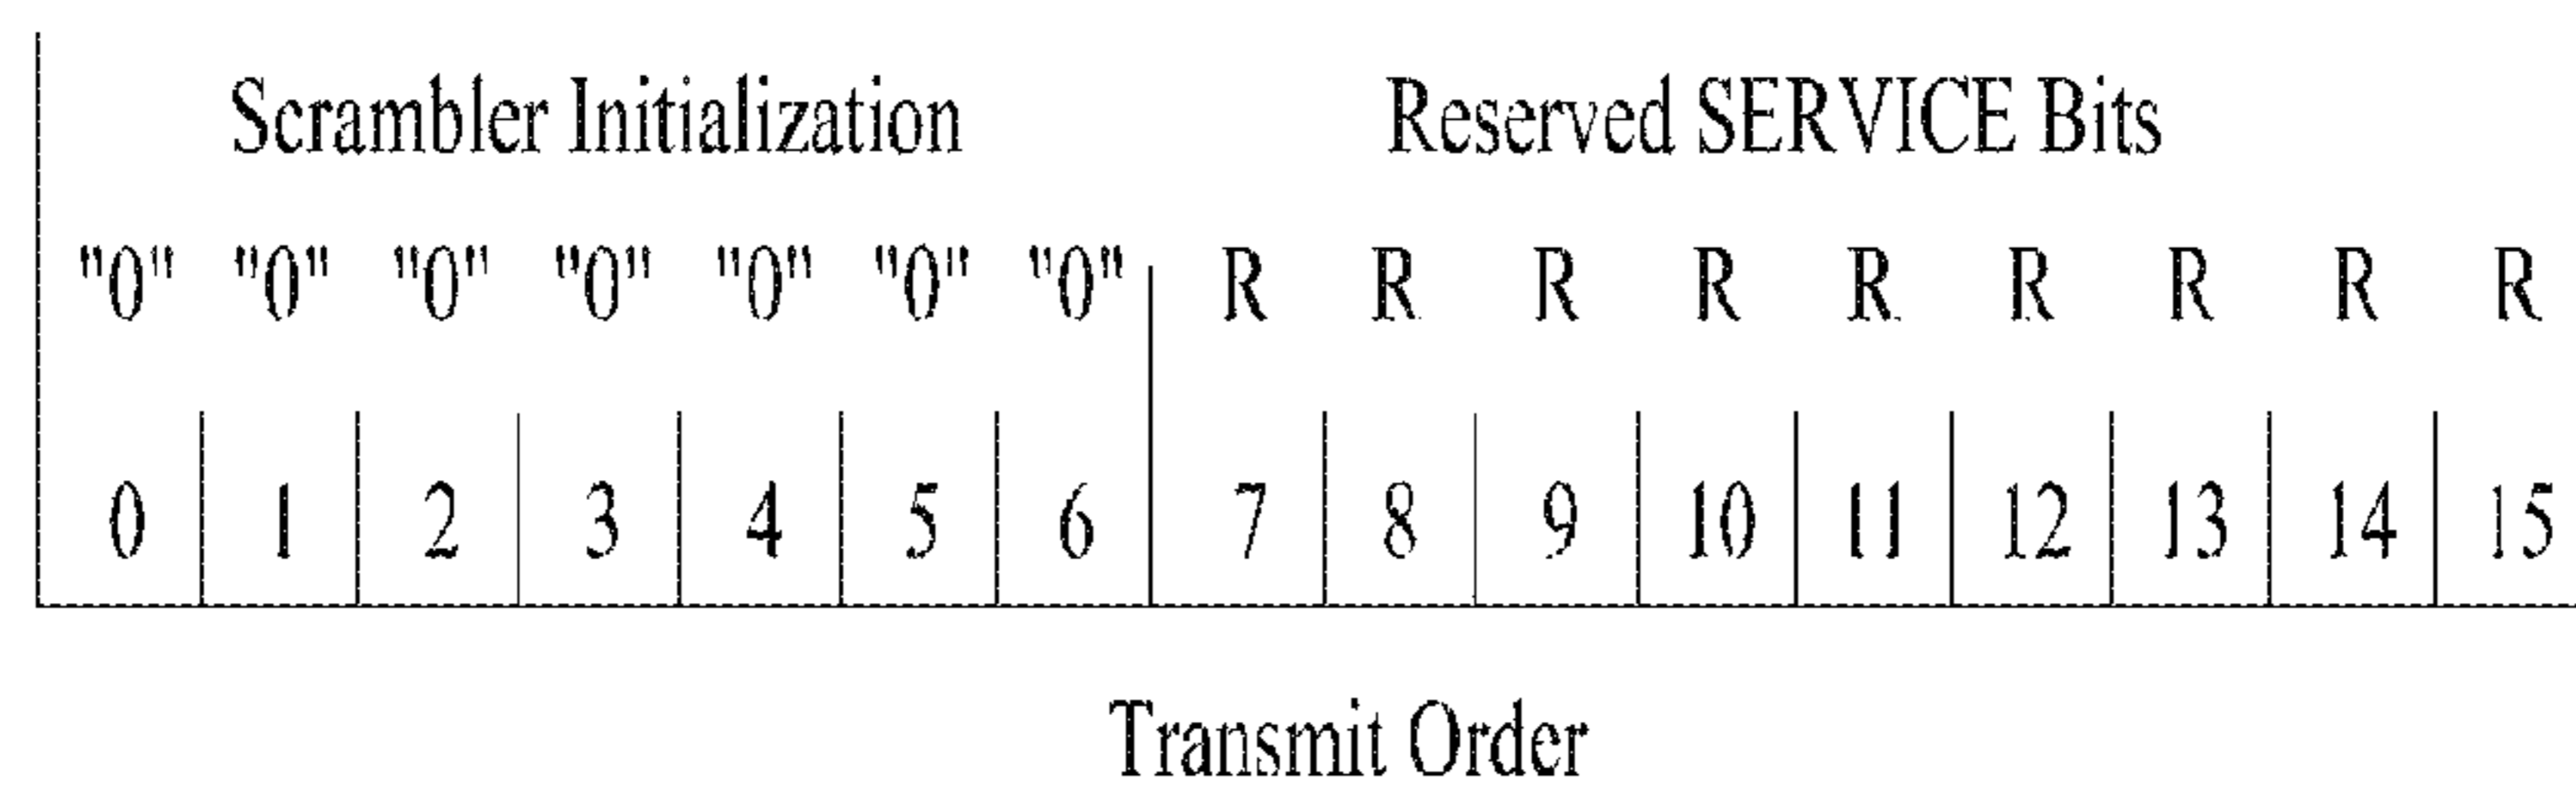 Scrambler Initialization Reserved SERVICE Bits
"0" "0" "0" "0" "0" "0" "0" R R R R R R R R R
0 1 2 3 4 5 6 7 8 9 10 11 12 13 14 15
Transmit Order